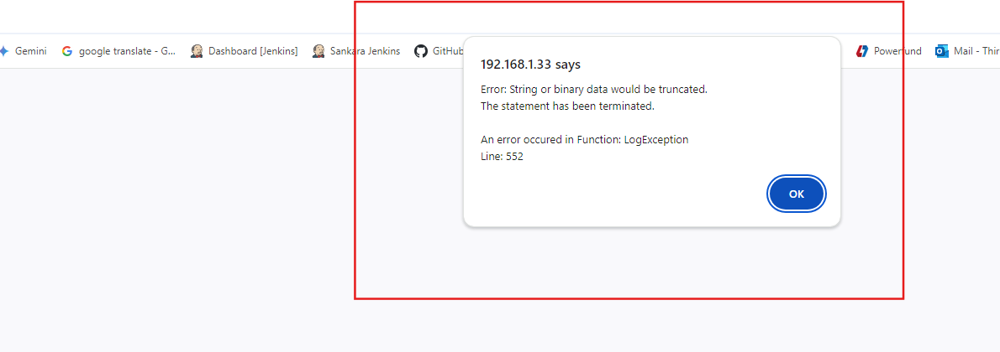 Gemini
google translate - G...
Dashboard [Jenkins]
Sankara Jenkins
GitHub
Powerfund
Mail - Thin
192.168.1.33 says
Error: String or binary data would be truncated.
The statement has been terminated.
An error occured in Function: LogException
Line: 552
OK